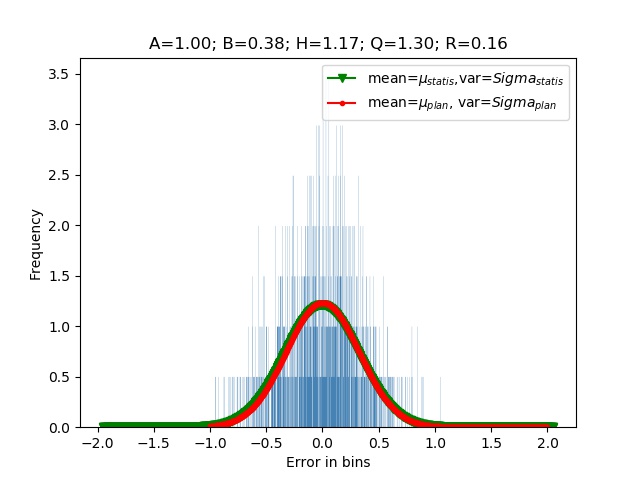 A=1.00; B=0.38; H=1.17; Q=1.30; R=0.16
mean=μstatis,var=Sigmastatis
mean=μplan, var=Sigmaplan
3.5
3.0
2.5
2.0
1.5
1.0
0.5
0.0
Frequency
−2.0 −1.5 −1.0 −0.5 0.0 0.5 1.0 1.5 2.0
Error in bins